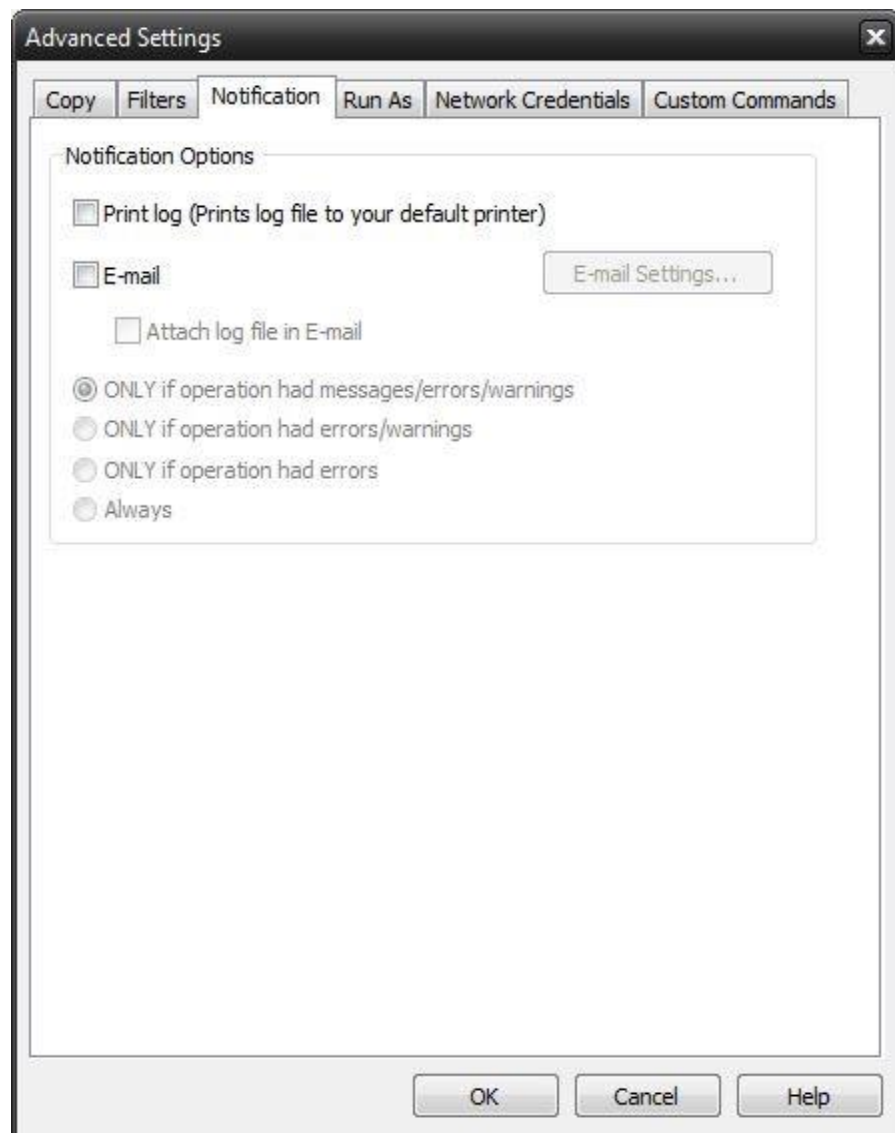 Advanced Settings
Copy Filters Notification Run As Network Credentials Custom Commands
Notification Options
Print log (Prints log file to your default printer)
E-mail E-mail Settings...
Attach log file in E-mail
ONLY if operation had messages/errors/warnings
ONLY if operation had errors/warnings
ONLY if operation had errors
Always
OK Cancel Help